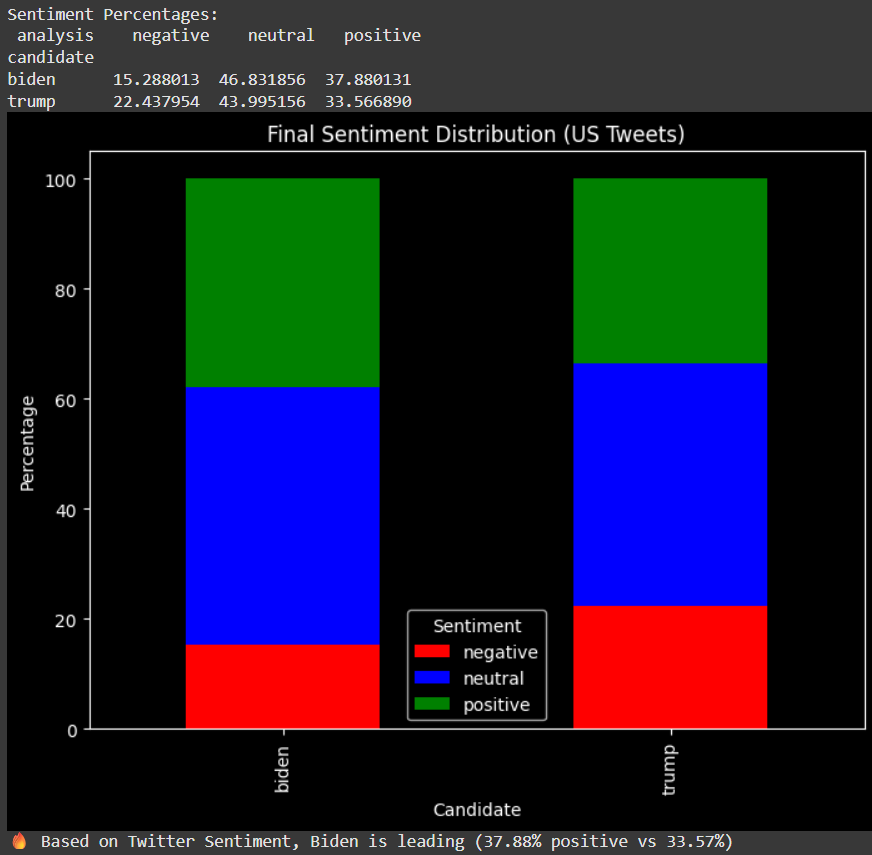 Sentiment Percentages:
analysis negative neutral positive
candidate
biden 15.288013 46.831856 37.880131
trump 22.437954 43.995156 33.566890
Final Sentiment Distribution (US Tweets)
100
80
60
40
20
0
Percentage
Sentiment
negative
neutral
positive
biden
trump
Candidate
🔥 Based on Twitter Sentiment, Biden is leading (37.88% positive vs 33.57%)